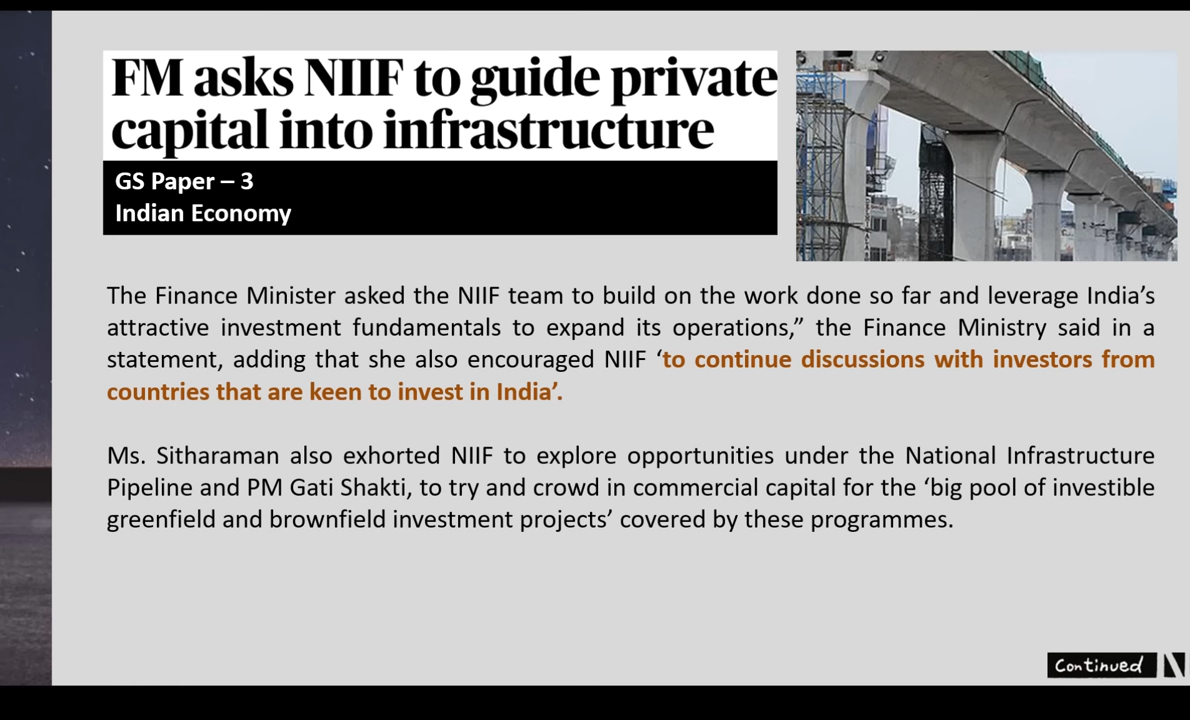 FM asks NIIF to guide private
capital into infrastructure
GS Paper – 3
Indian Economy
The Finance Minister asked the NIIF team to build on the work done so far and leverage India’s
attractive investment fundamentals to expand its operations,” the Finance Ministry said in a
statement, adding that she also encouraged NIIF ‘to continue discussions with investors from
countries that are keen to invest in India’.
Ms. Sitharaman also exhorted NIIF to explore opportunities under the National Infrastructure
Pipeline and PM Gati Shakti, to try and crowd in commercial capital for the ‘big pool of investible
greenfield and brownfield investment projects’ covered by these programmes.
Continued